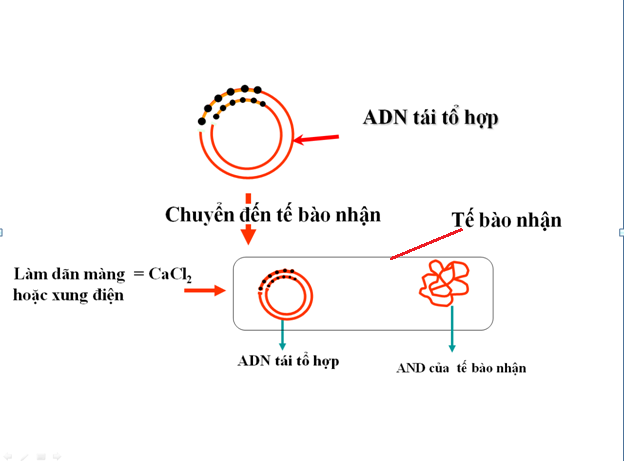 ADN tái tổ hợp
Chuyển đến tế bào nhận
Tế bào nhận
Làm dãn màng = CaCl₂
hoặc xung điện
ADN tái tổ hợp
AND của tế bào nhận